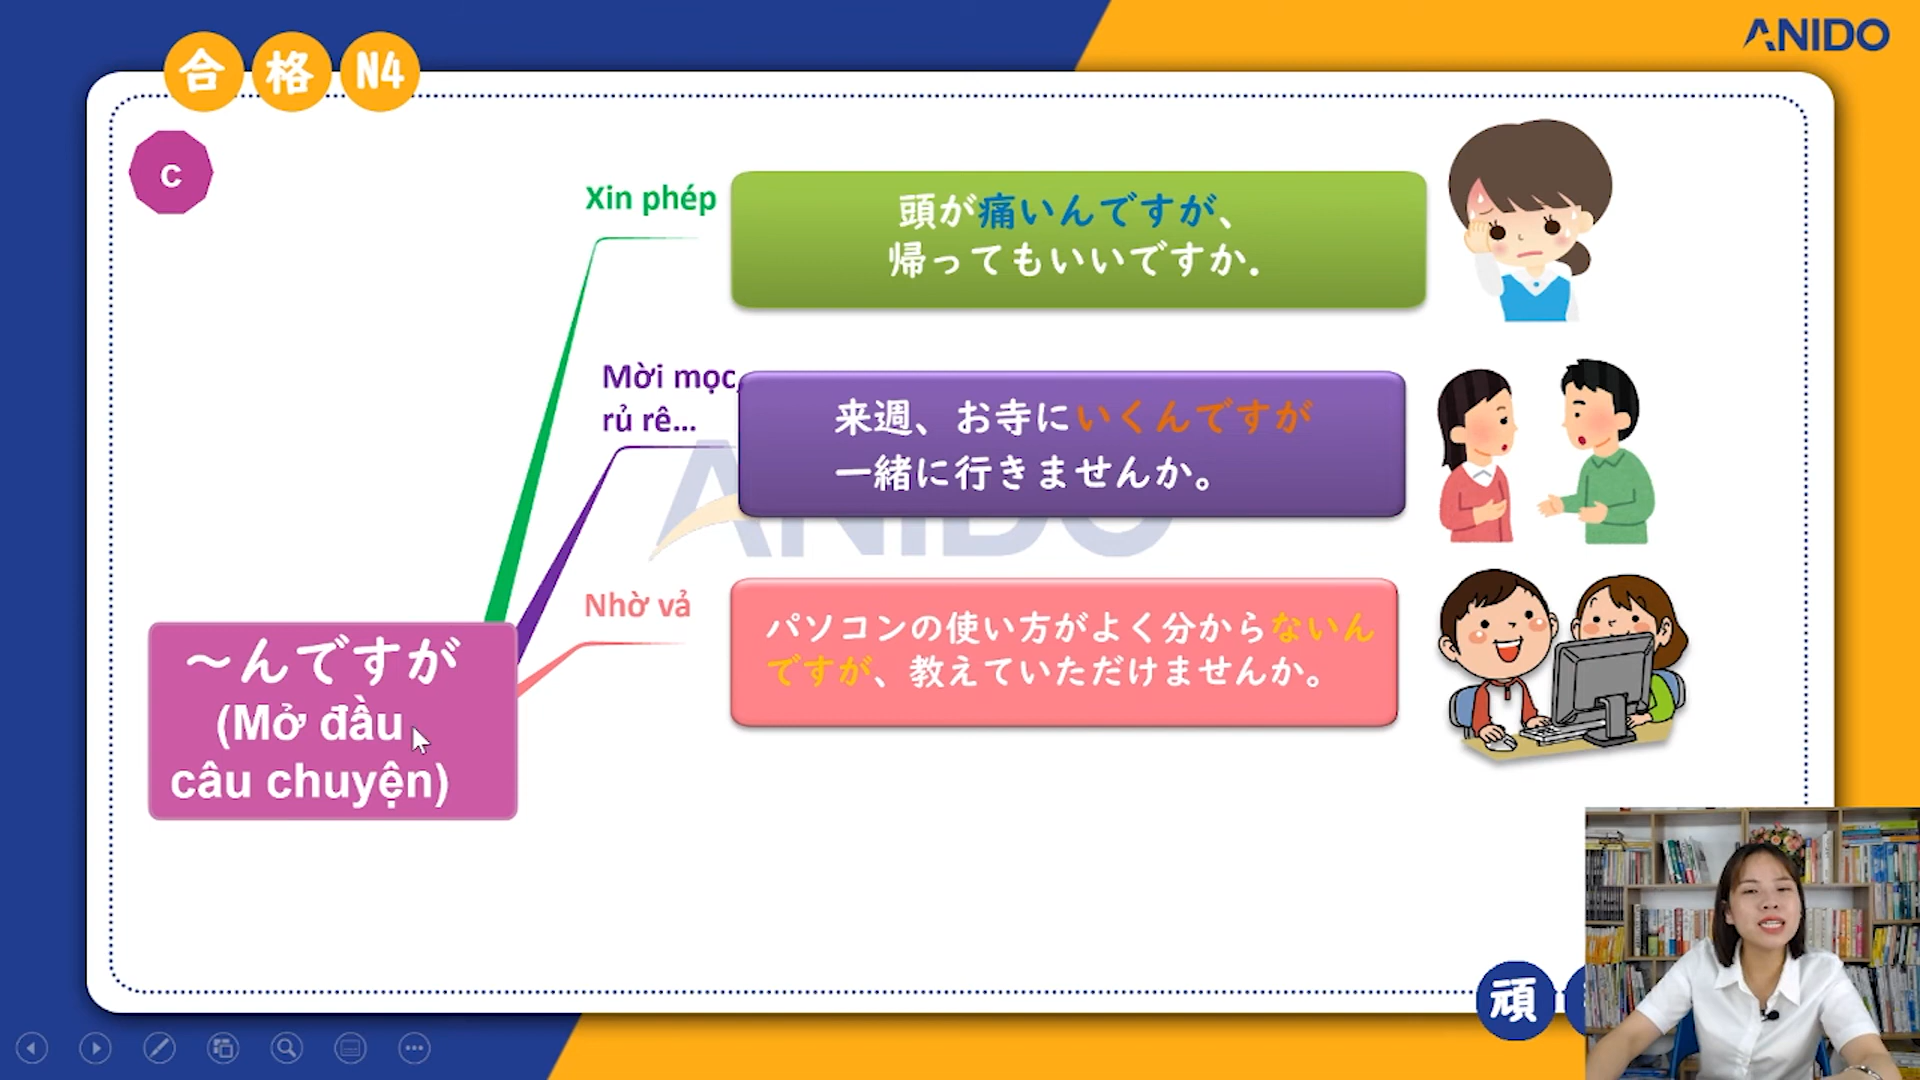 ANIDO
合格N4
C
Xin phép
頭が痛いんですが、
帰ってもいいですか.
Mời mọc,
rủ rê...
来週、お寺にいくんですが
一緒に行きませんか。
ANIDO
Nhờ vả
パソコンの使い方がよく分からないん
ですが、教えていただけませんか。
～んですが
(Mở đầu
câu chuyện)
頑